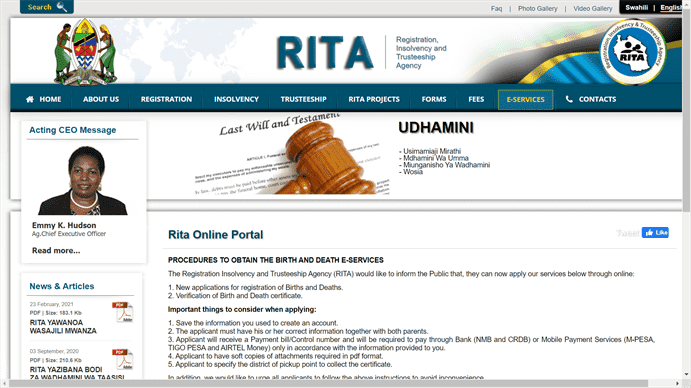 Search
Faq | Photo Gallery | Video Gallery
Swahili | English
RITA
Registration,
Insolvency and
Trusteeship
Agency
Registration Insolvency & Trusteeship Agency
RITA
HOME ABOUT US REGISTRATION INSOLVENCY TRUSTEESHIP RITA PROJECTS FORMS FEES E-SERVICES CONTACTS
Acting CEO Message
Emmy K. Hudson
Ag.Chief Executive Officer
Read more...
Last Will and Testament
UDHAMINI
- Usimamiaji Mirathi
- Mdhamini Wa Umma
- Miunganisho Ya Wadhamini
- Wosia
Rita Online Portal
Tweet Like
PROCEDURES TO OBTAIN THE BIRTH AND DEATH E-SERVICES
The Registration Insolvency and Trusteeship Agency (RITA) would like to inform the Public that, they can now apply our services below through online:
1. New applications for registration of Births and Deaths.
2. Verification of Birth and Death certificate.
Important things to consider when applying:
1. Save the information you used to create an account.
2. The applicant must have his or her correct information together with both parents.
3. Applicant will receive a Payment bill/Control number and will be required to pay through Bank (NMB and CRDB) or Mobile Payment Services (M-PESA,
TIGO PESA and AIRTEL Money) only in accordance with the information provided to you.
4. Applicant to have soft copies of attachments required in pdf format.
5. Applicant to specify the district of pickup point to collect the certificate.
In addition, we would like to urge all applicants to follow the above instructions to avoid inconvenience.
News & Articles
23 February, 2021
PDF | Size: 183.1 Kb
RITA YAWANOA
WASAJILI MWANZA
PDF
03 September, 2020
PDF | Size: 210.6 Kb
RITA YAZIBANA BODI
ZA WADHAMINI WA TAASISI
PDF